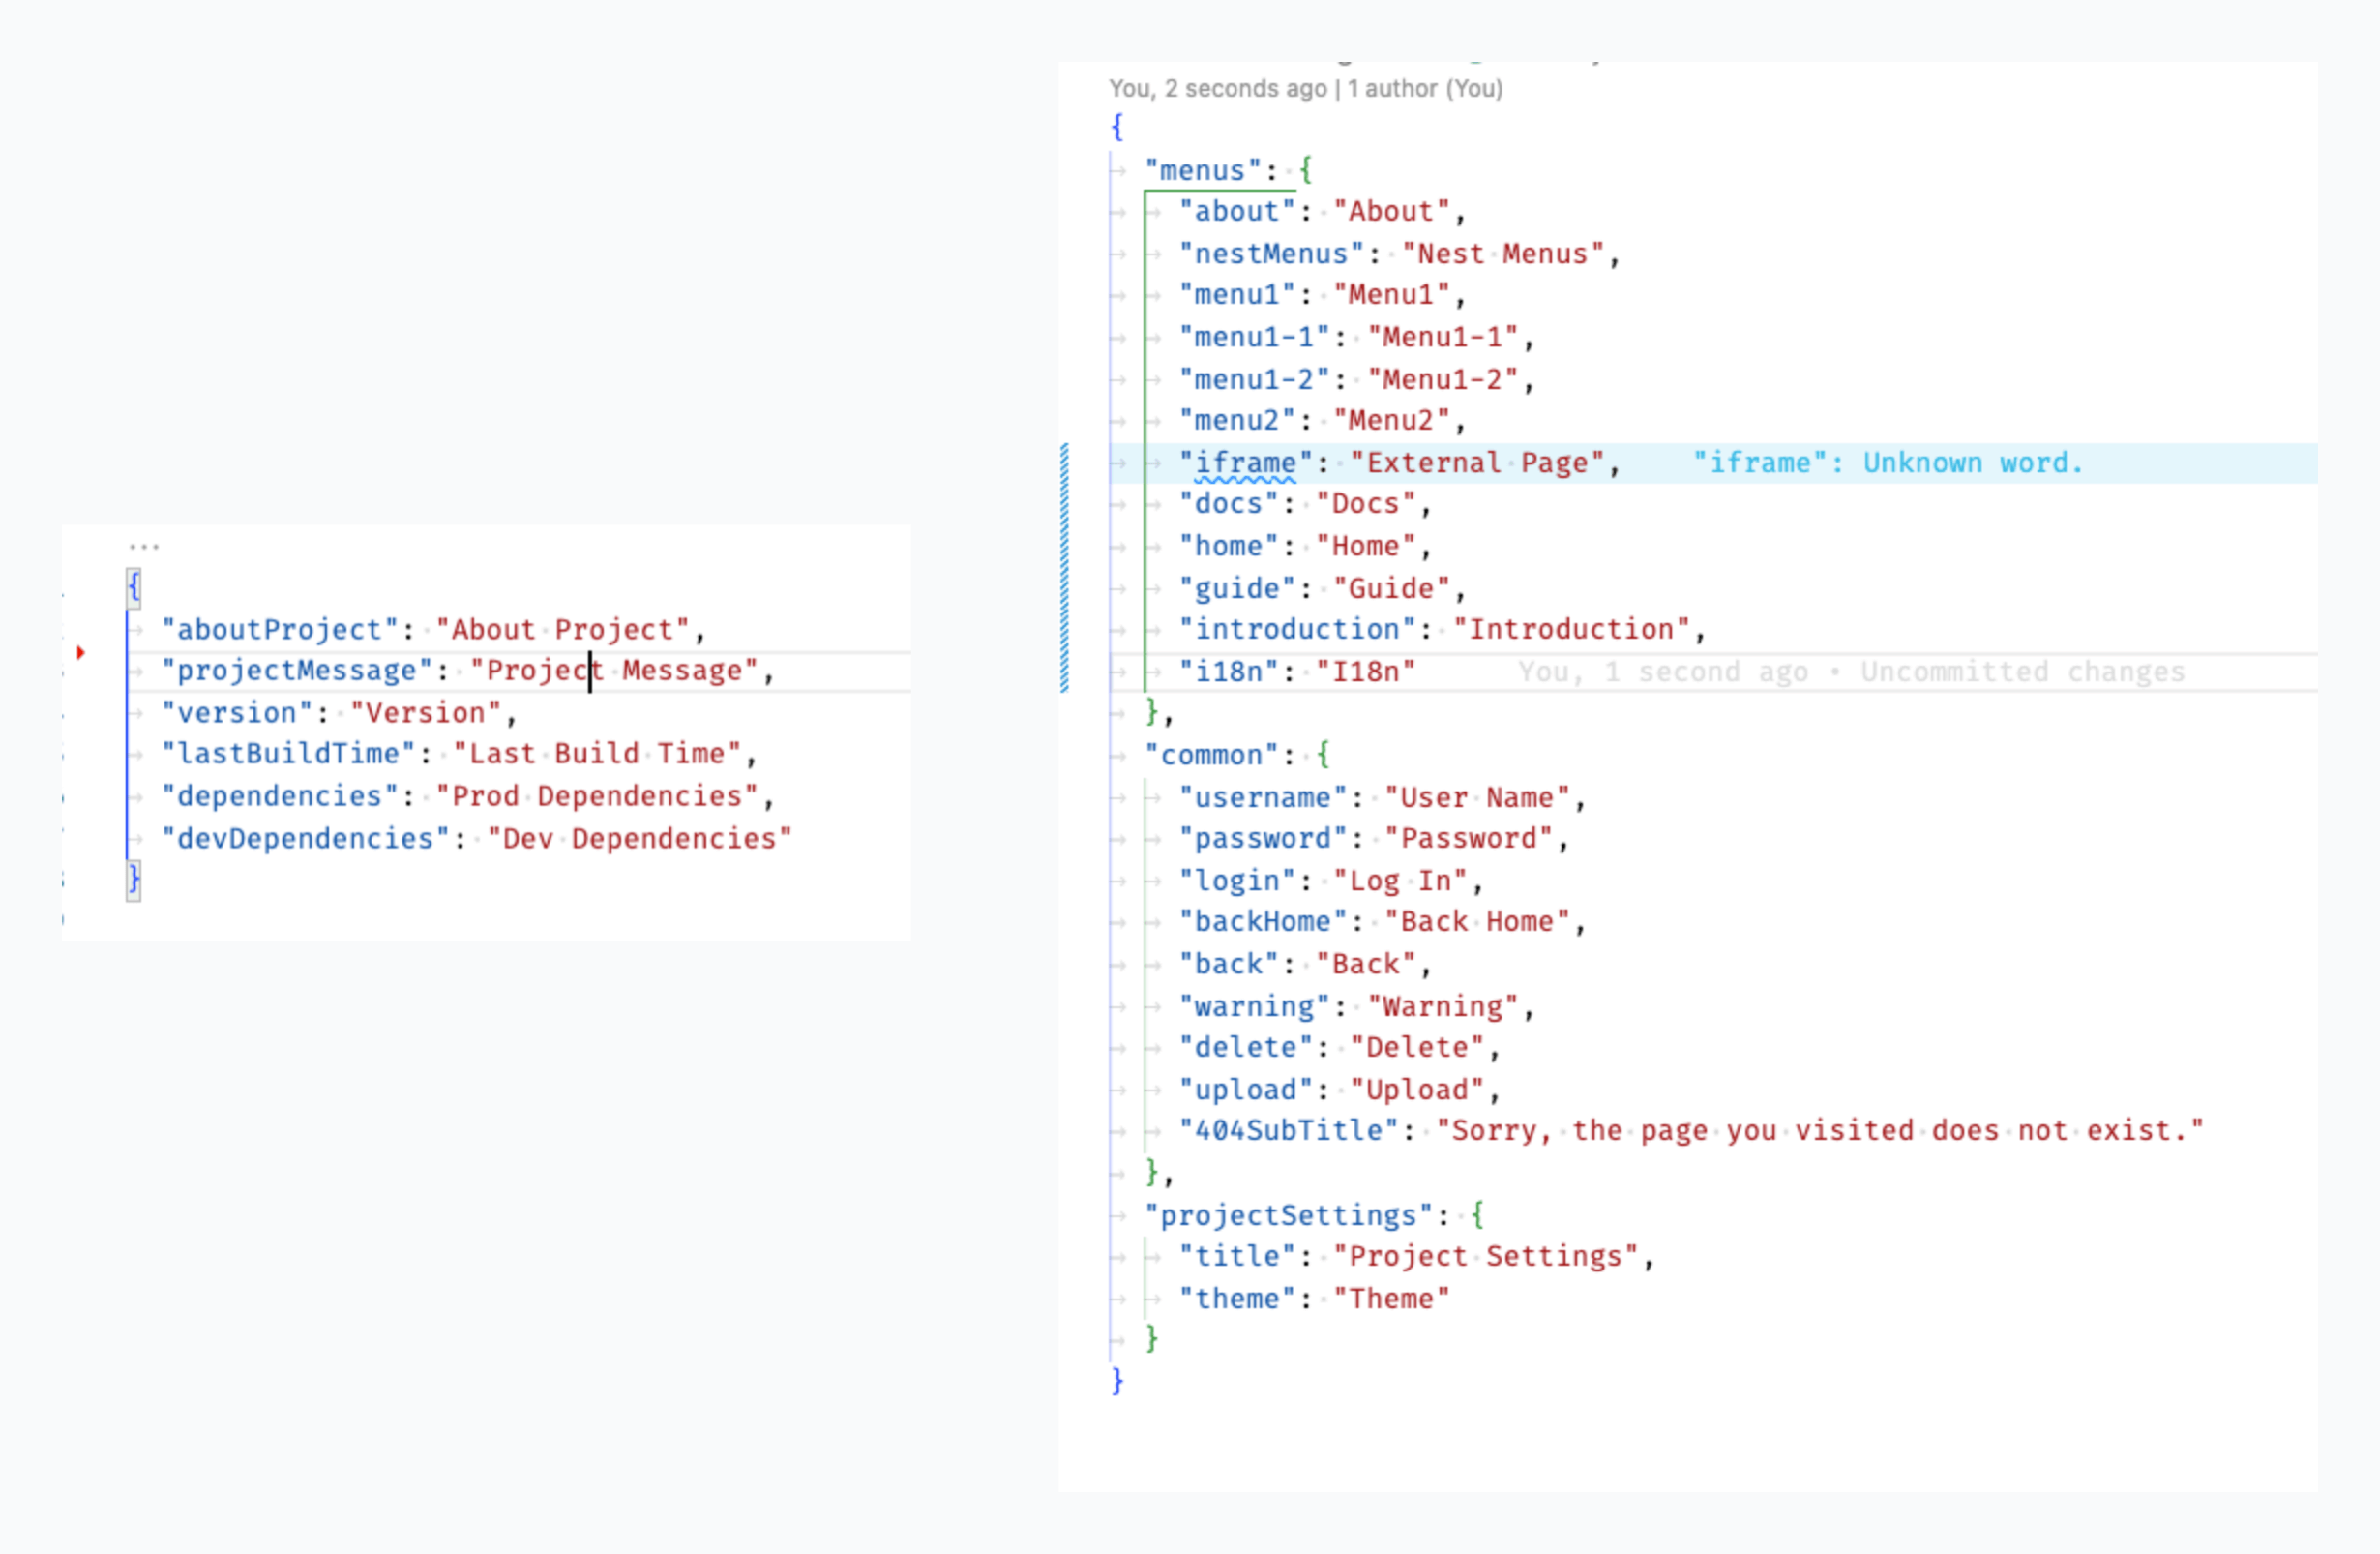 ...
{
"aboutProject": "About Project",
"projectMessage": "Project Message",
"version": "Version",
"lastBuildTime": "Last Build Time",
"dependencies": "Prod Dependencies",
"devDependencies": "Dev Dependencies"
}
You, 2 seconds ago | 1 author (You)
{
"menus": {
"about": "About",
"nestMenus": "Nest Menus",
"menu1": "Menu1",
"menu1-1": "Menu1-1",
"menu1-2": "Menu1-2",
"menu2": "Menu2",
"iframe": "External Page", "iframe": Unknown word.
"docs": "Docs",
"home": "Home",
"guide": "Guide",
"introduction": "Introduction",
"i18n": "I18n" You, 1 second ago • Uncommitted changes
},
"common": {
"username": "User Name",
"password": "Password",
"login": "Log In",
"backHome": "Back Home",
"back": "Back",
"warning": "Warning",
"delete": "Delete",
"upload": "Upload",
"404SubTitle": "Sorry, the page you visited does not exist."
},
"projectSettings": {
"title": "Project Settings",
"theme": "Theme"
}
}